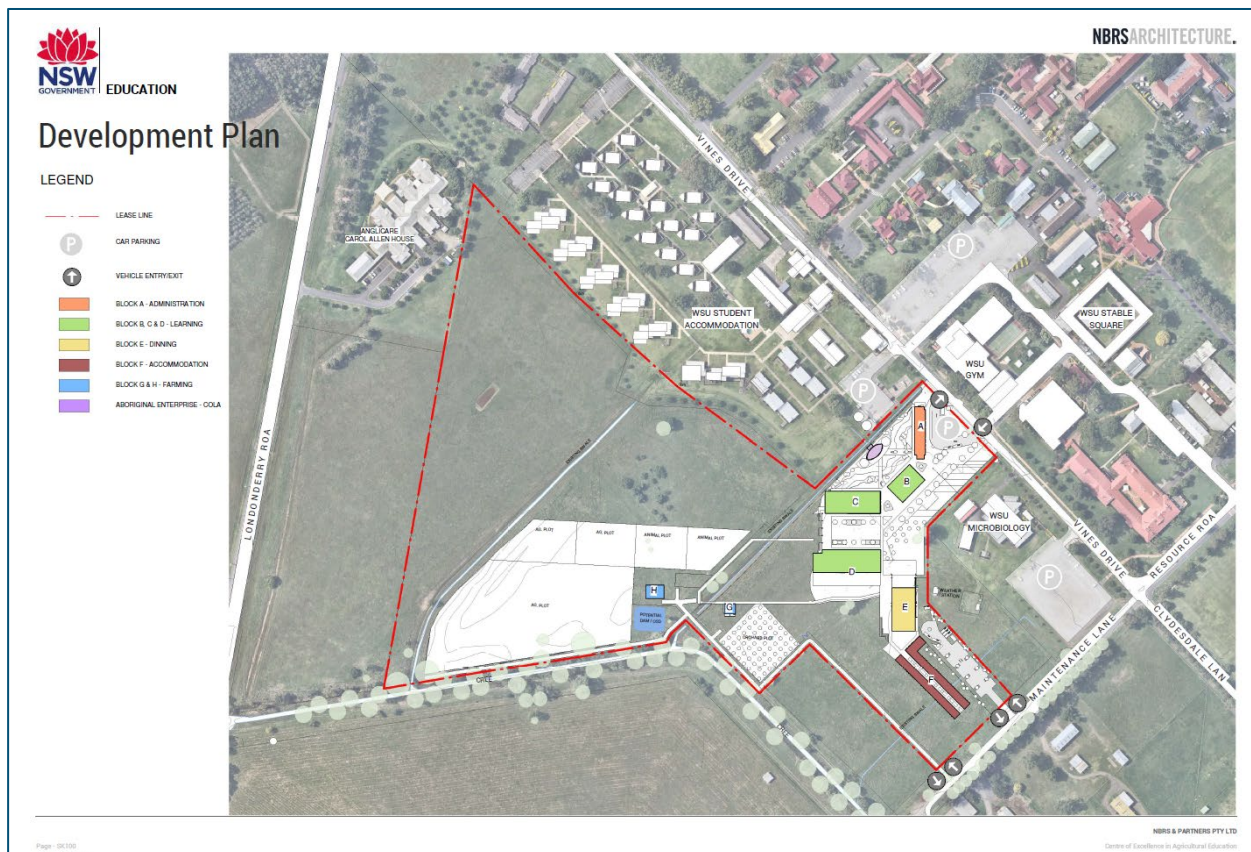 NSW
GOVERNMENT
EDUCATION
NBRSARCHITECTURE.
Development Plan
LEGEND
LEASE LINE
P
CAR PARKING
VEHICLE ENTRY/EXIT
BLOCK A - ADMINISTRATION
BLOCK B, C & D - LEARNING
BLOCK E - DINNING
BLOCK F - ACCOMMODATION
BLOCK G & H - FARMING
ABORIGINAL ENTERPRISE - COLA
LONDONDERRY ROA
ANGLICARE
CAROL ALLEN HOUSE
VINES DRIVE
WSU STUDENT
ACCOMMODATION
P
WSU STABLE
SQUARE
WSU
GYM
P
A
P
B
C
WSU
MICROBIOLOGY
P
VINES DRIVE
RESOURCE ROA
CLYDESDALE LAN
MAINTENANCE LANE
D
WEATHER
STATION
E
F
AG. PLOT
AG. PLOT
ANIMAL PLOT
ANIMAL PLOT
AG. PLOT
H
G
POTENTIAL
DAM / OSD
ORCHARD PLOT
NBRS & PARTNERS PTY LTD
Page - SK100
Centre of Excellence in Agricultural Education